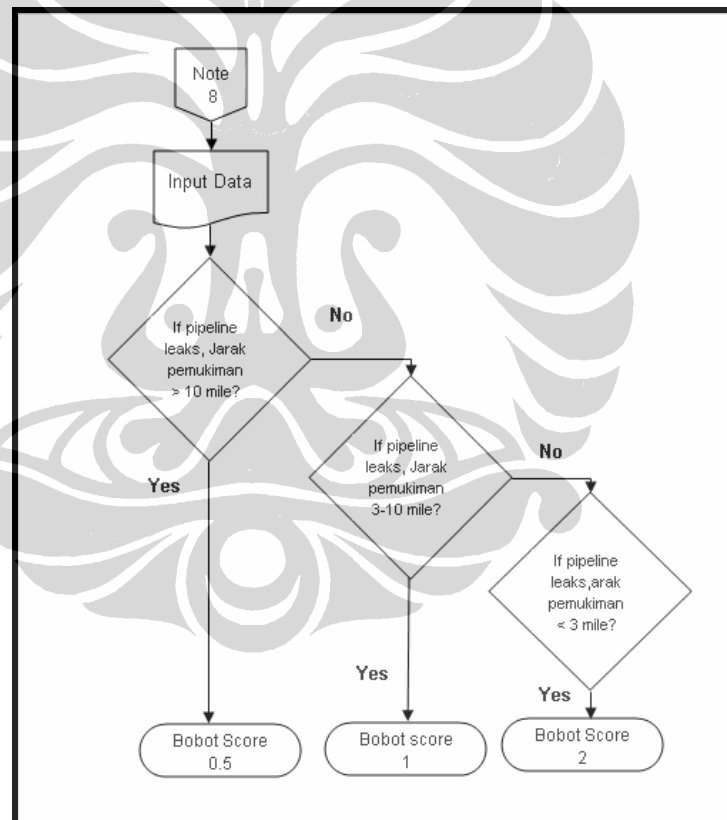 Note
8
Input Data
If pipeline
leaks, Jarak
pemukiman
> 10 mile?
No
Yes
If pipeline
leaks, Jarak
pemukiman
3-10 mile?
No
Yes
If pipeline
leaks,arak
pemukiman
< 3 mile?
Yes
Bobot Score
0.5
Bobot score
1
Bobot Score
2